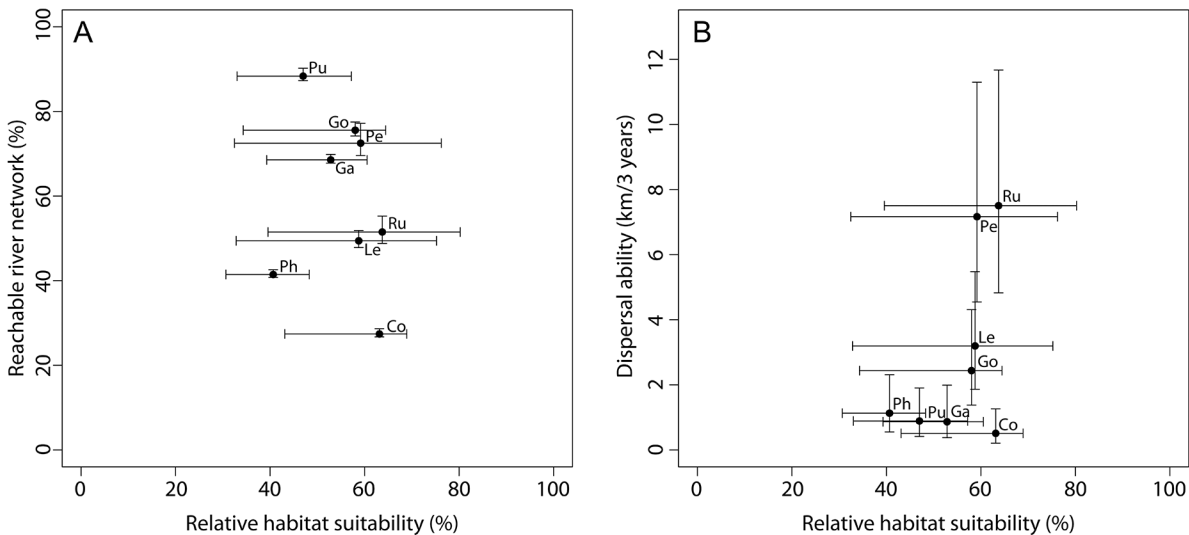 A
Reachable river network (%)
100
80
60
40
20
0
Pu
Go
Pe
Ga
Ru
Le
Ph
Co
0 20 40 60 80 100
Relative habitat suitability (%)
B
Dispersal ability (km/3 years)
12
10
8
6
4
2
0
Ru
Pe
Le
Go
Ph
Pu
Ga
Co
0 20 40 60 80 100
Relative habitat suitability (%)